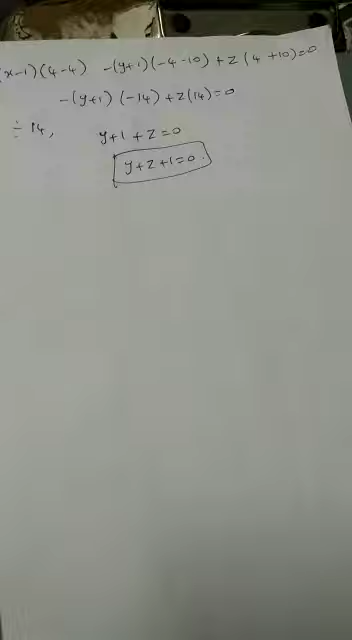 (x-1)(4-4) -(y+1)(-4-10)+z(4+10)=0
-(y+1)(-14)+z(14)=0
÷14, y+1+z=0
y+z+1=0.